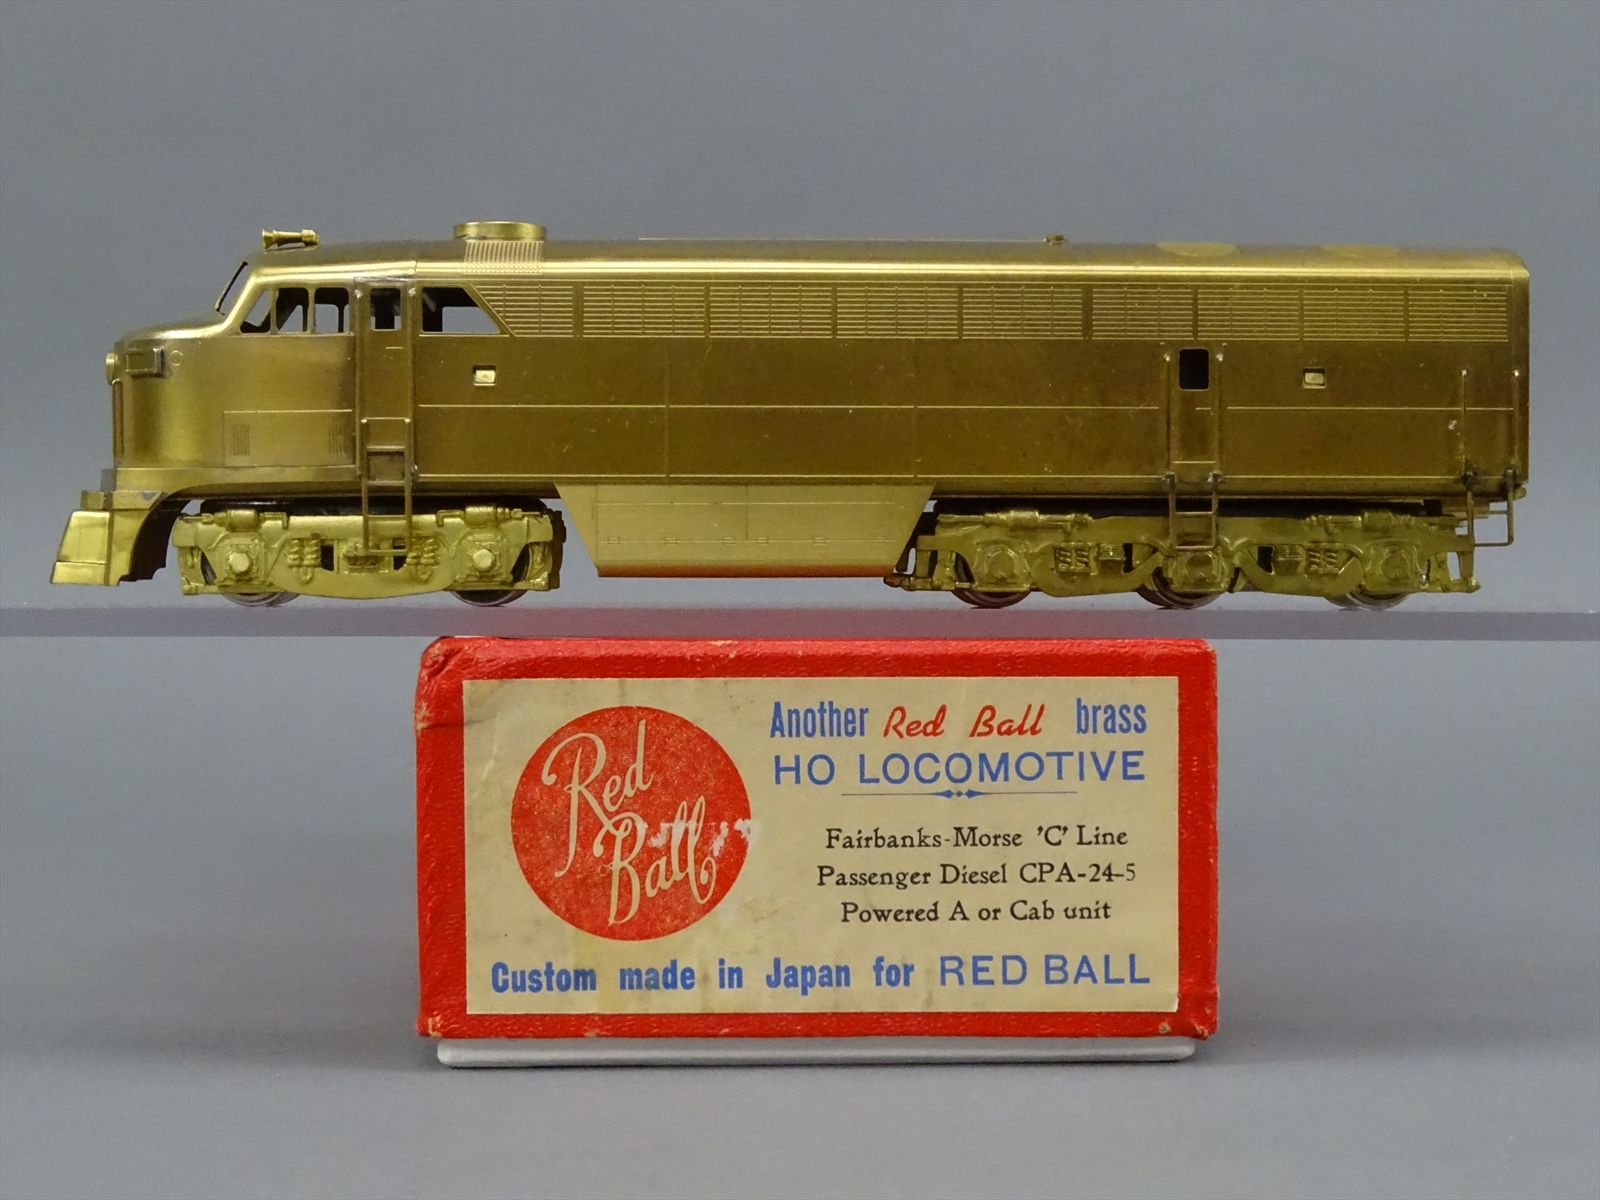 Red
Ball
Another Red Ball brass
HO LOCOMOTIVE
Fairbanks-Morse 'C' Line
Passenger Diesel CPA-24-5
Powered A or Cab unit
Custom made in Japan for RED BALL